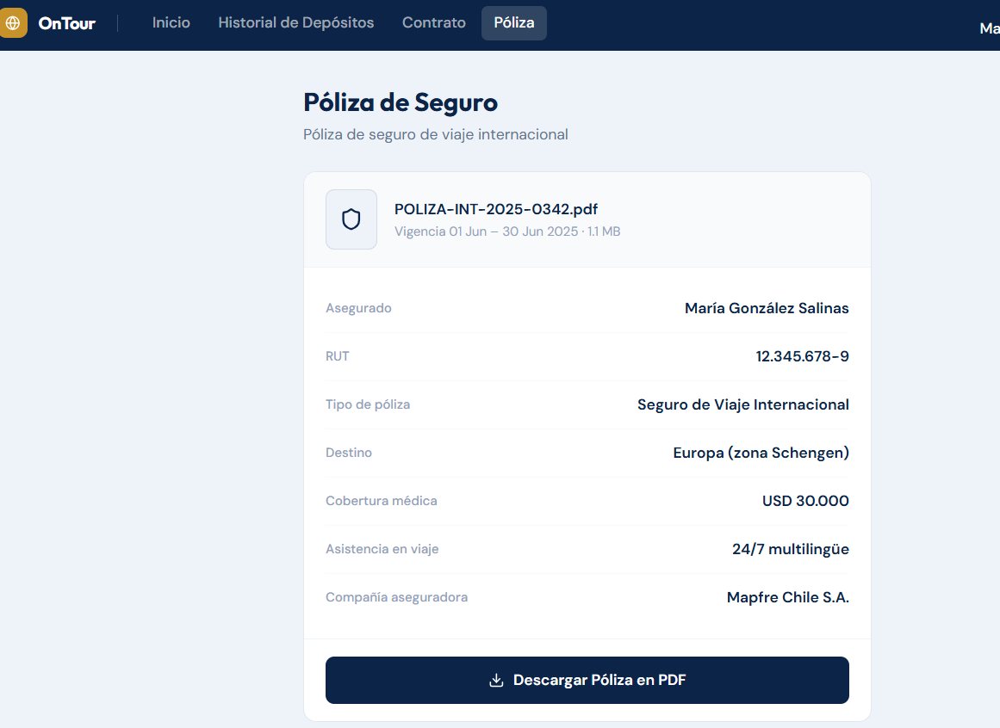 OnTour
Inicio
Historial de Depósitos
Contrato
Póliza
Ma
Póliza de Seguro
Póliza de seguro de viaje internacional
POLIZA-INT-2025-0342.pdf
Vigencia 01 Jun – 30 Jun 2025 · 1.1 MB
Asegurado María González Salinas
RUT 12.345.678-9
Tipo de póliza Seguro de Viaje Internacional
Destino Europa (zona Schengen)
Cobertura médica USD 30.000
Asistencia en viaje 24/7 multilingüe
Compañía aseguradora Mapfre Chile S.A.
Descargar Póliza en PDF